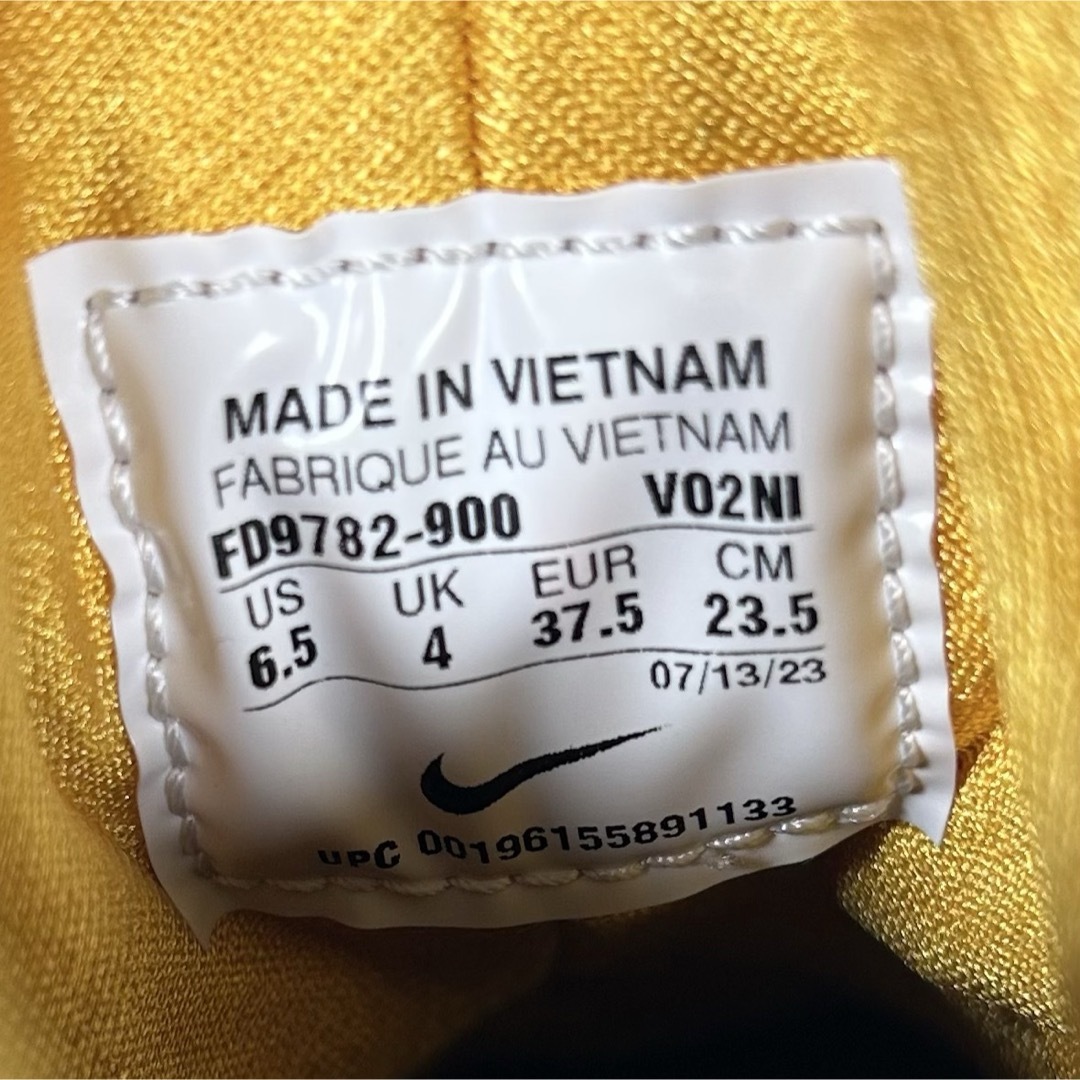 MADE IN VIETNAM
FABRIQUE AU VIETNAM
FD9782-900 VO2NI
US UK EUR CM
6.5 4 37.5 23.5
07/13/23
UPC 00196155891133